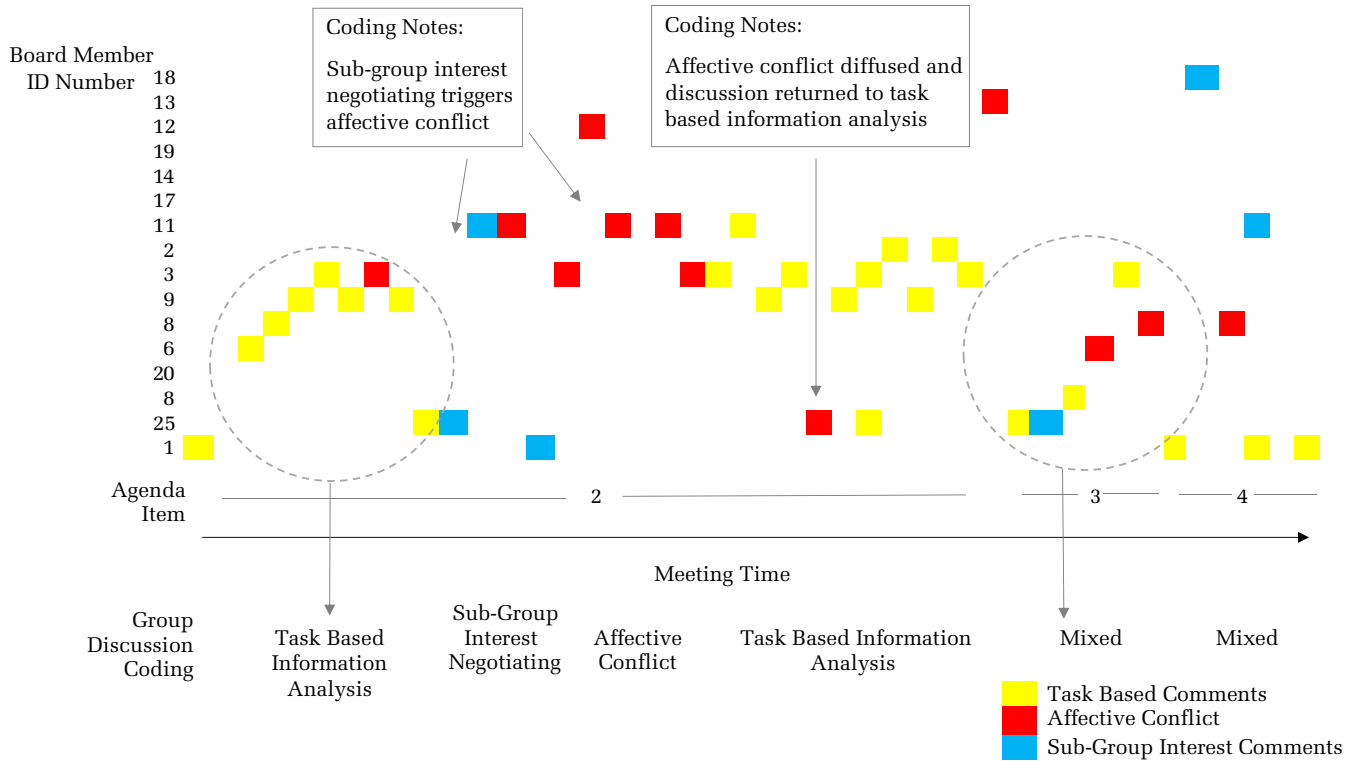 Coding Notes:
Sub-group interest
negotiating triggers
affective conflict
Coding Notes:
Affective conflict diffused and
discussion returned to task
based information analysis
Board Member
ID Number
18
13
12
19
14
17
11
2
3
9
8
6
20
8
25
1
Agenda
Item
2
3
4
Meeting Time
Group
Discussion
Coding
Task Based
Information
Analysis
Sub-Group
Interest
Negotiating
Affective
Conflict
Task Based Information
Analysis
Mixed
Mixed
Task Based Comments
Affective Conflict
Sub-Group Interest Comments